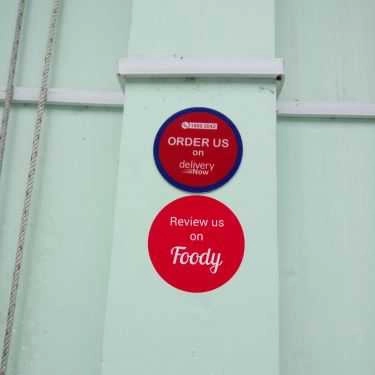 ORDER US
on
delivery
Now
Review us
on
Foody